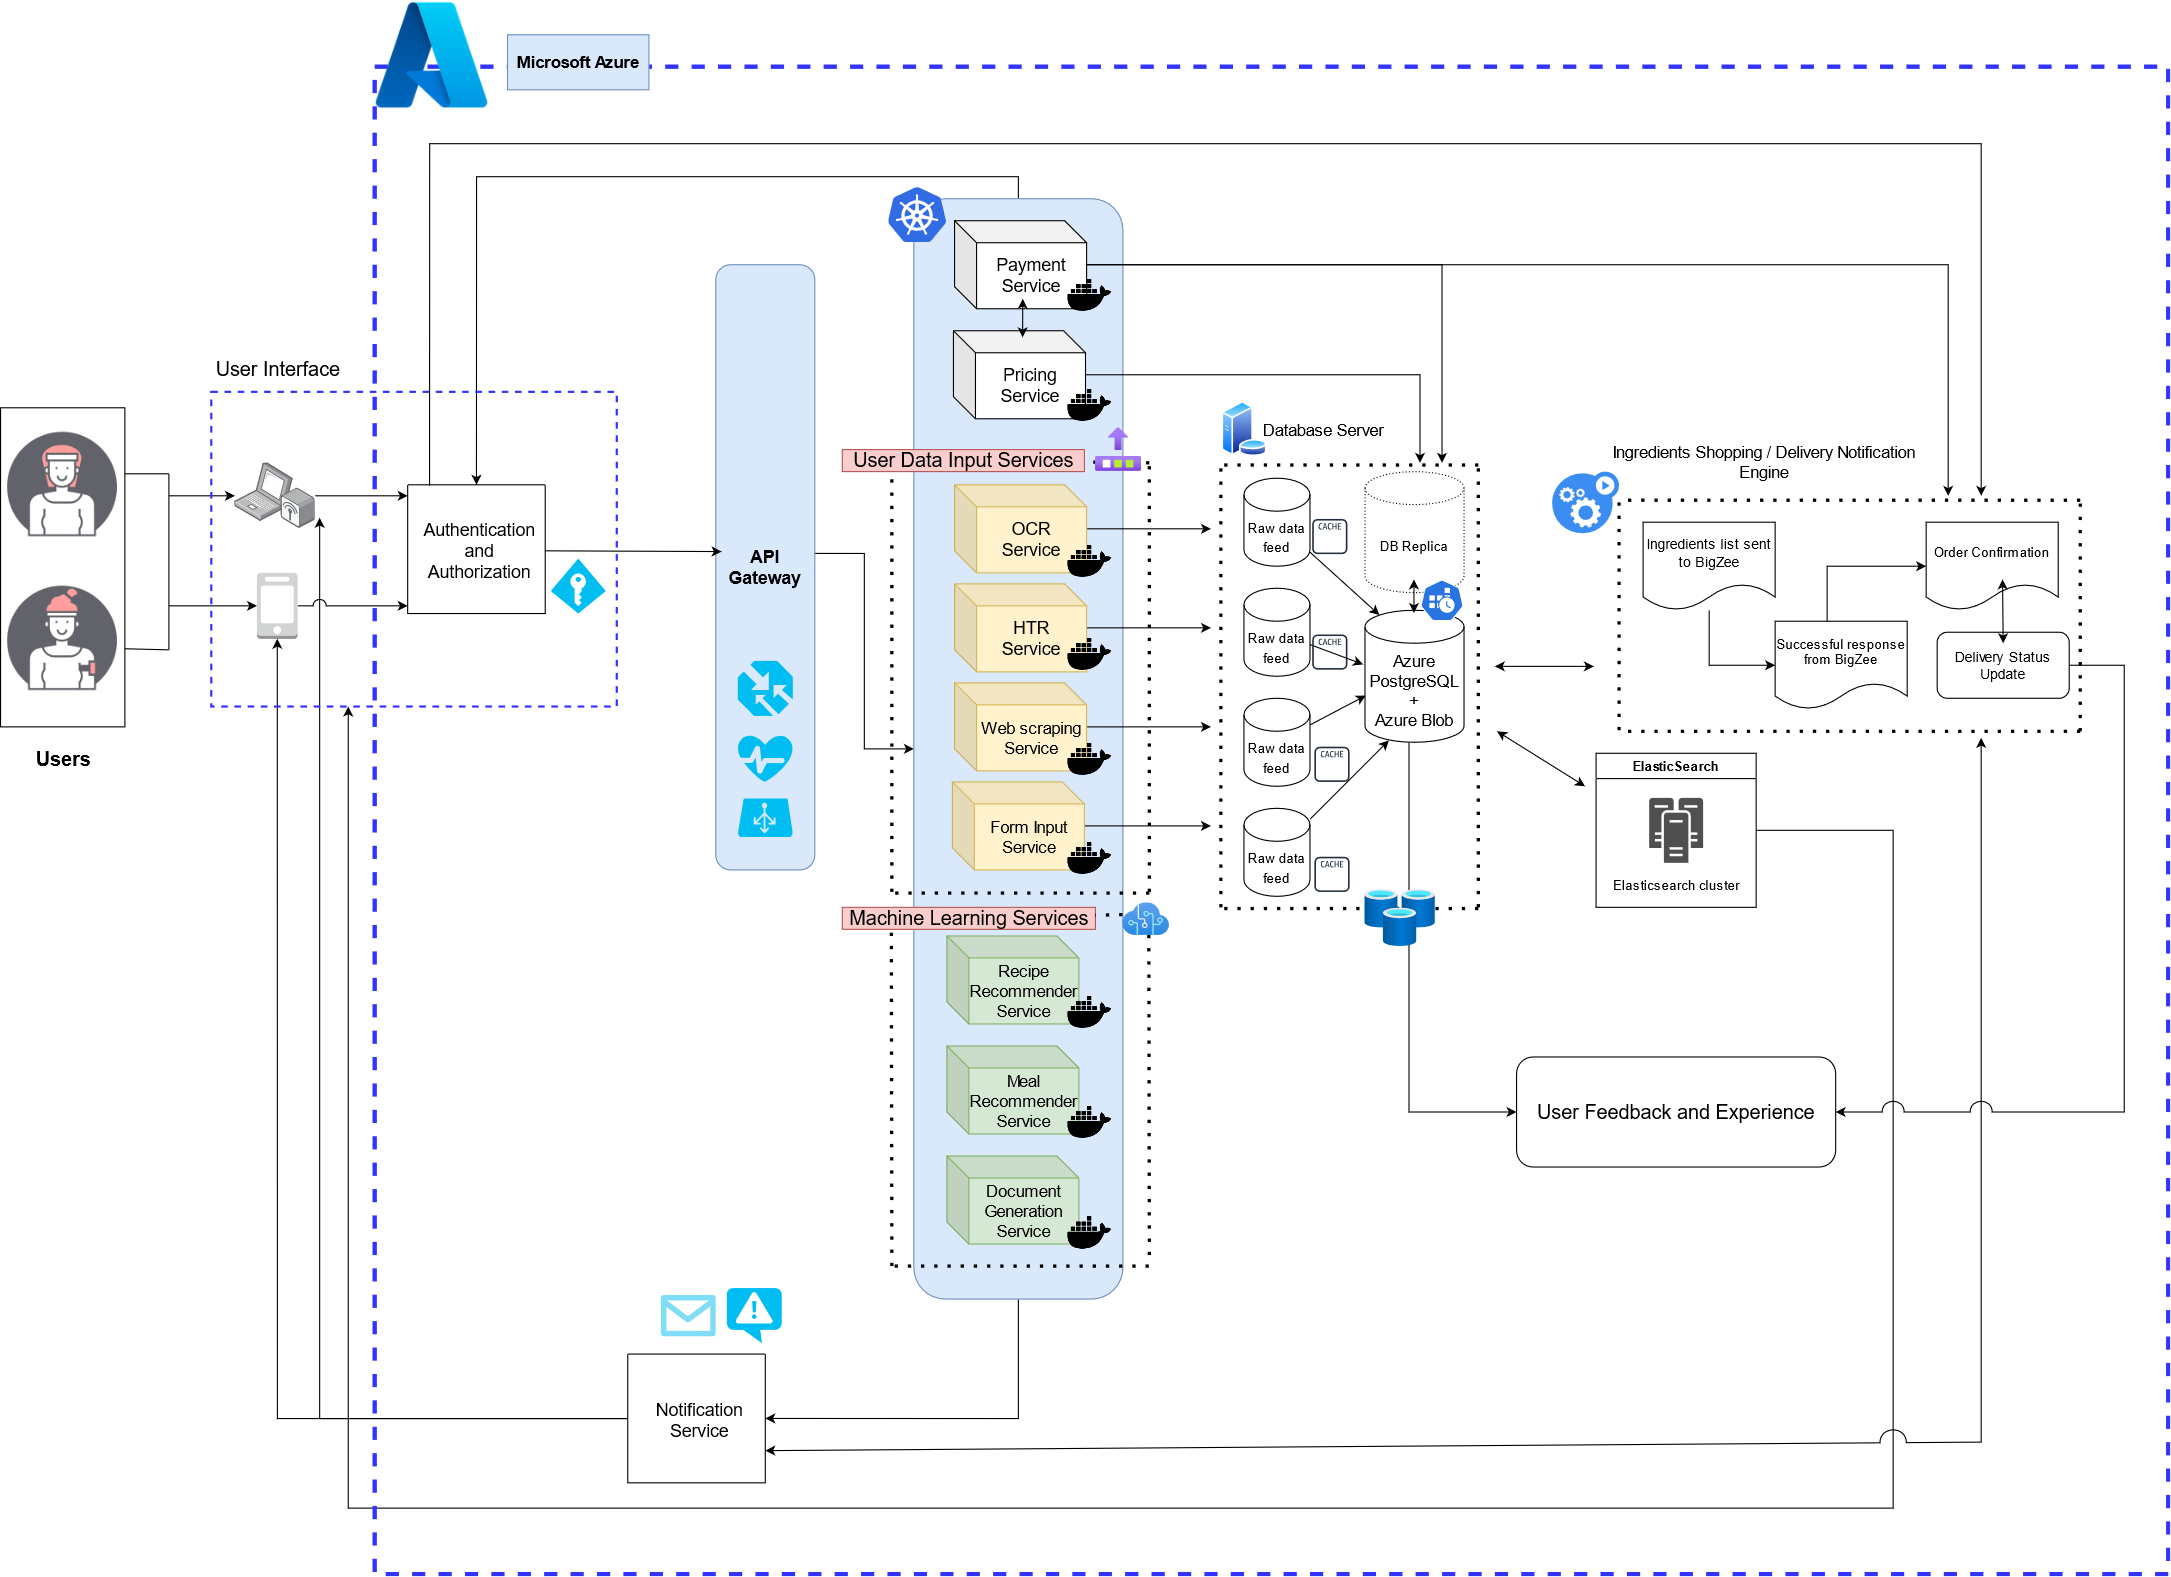 Microsoft Azure
User Interface
Users
Authentication
and
Authorization
API
Gateway
Payment
Service
Pricing
Service
User Data Input Services
OCR
Service
HTR
Service
Web scraping
Service
Form Input
Service
Machine Learning Services
Recipe
Recommender
Service
Meal
Recommender
Service
Document
Generation
Service
Database Server
Raw data
feed
CACHE
Raw data
feed
CACHE
Raw data
feed
CACHE
Raw data
feed
CACHE
DB Replica
Azure
PostgreSQL
+
Azure Blob
Ingredients Shopping / Delivery Notification
Engine
Ingredients list sent
to BigZee
Order Confirmation
Successful response
from BigZee
Delivery Status
Update
ElasticSearch
Elasticsearch cluster
User Feedback and Experience
Notification
Service